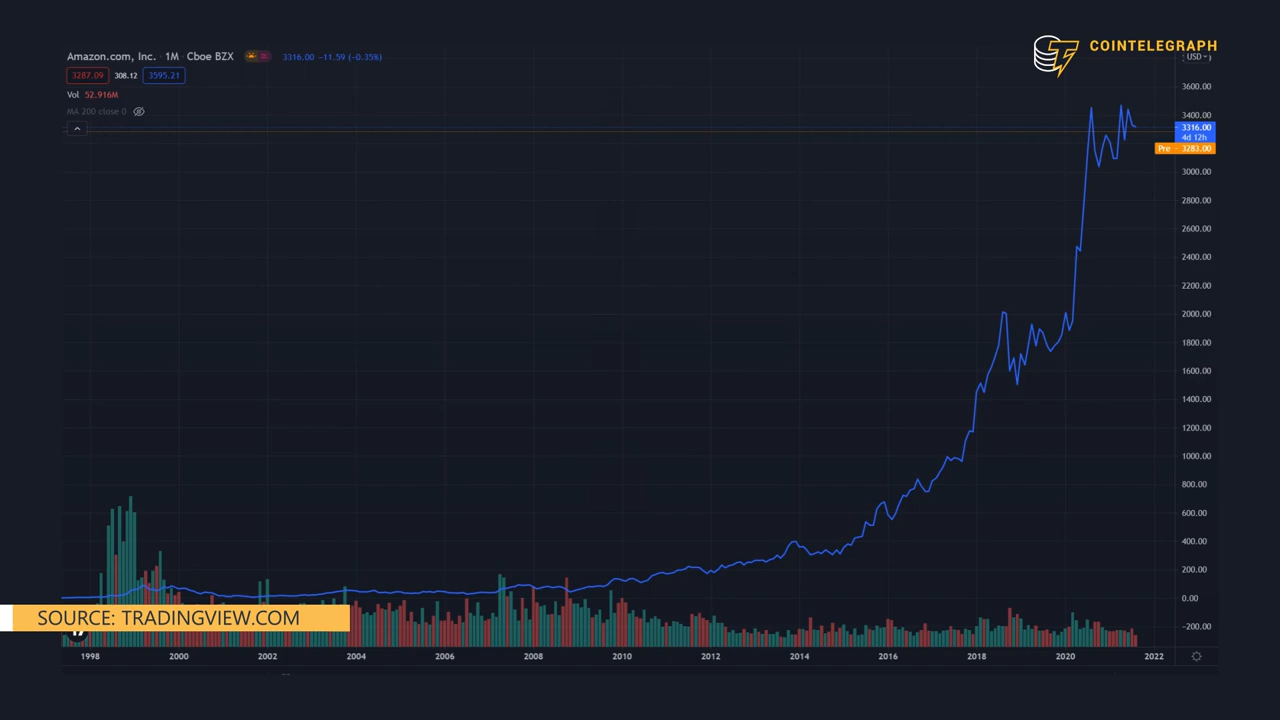 COINTELEGRAPH
Amazon.com, Inc. · 1M · Cboe BZX 3316.00 −11.59 (−0.35%)
USD
3287.09 308.12 3595.21
Vol 52.916M
MA 200 close 0
3600.00
3400.00
3316.00
4d 12h
Pre 3283.00
3000.00
2800.00
2600.00
2400.00
2200.00
2000.00
1800.00
1600.00
1400.00
1200.00
1000.00
800.00
600.00
400.00
200.00
0.00
−200.00
SOURCE: TRADINGVIEW.COM
1998 2000 2002 2004 2006 2008 2010 2012 2014 2016 2018 2020 2022